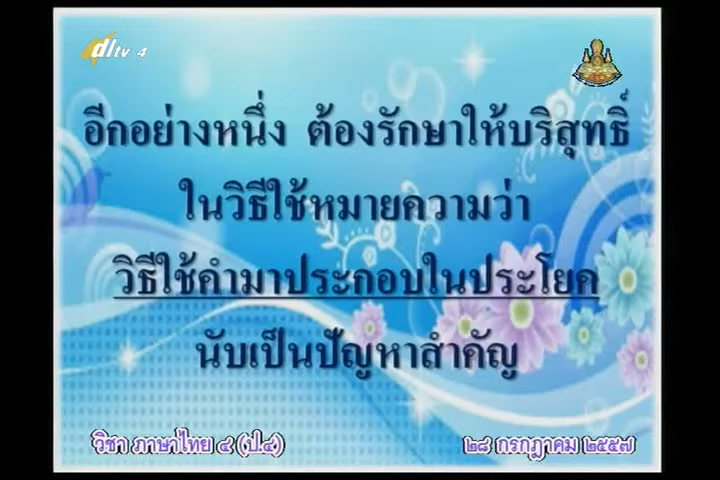 dltv 4
อีกอย่างหนึ่ง ต้องรักษาให้บริสุทธิ์
ในวิธีใช้หมายความว่า
วิธีใช้คำมาประกอบในประโยค
นับเป็นปัญหาสำคัญ
วิชา ภาษาไทย ๔ (ป.๔)
๒๘ กรกฎาคม ๒๕๕๗